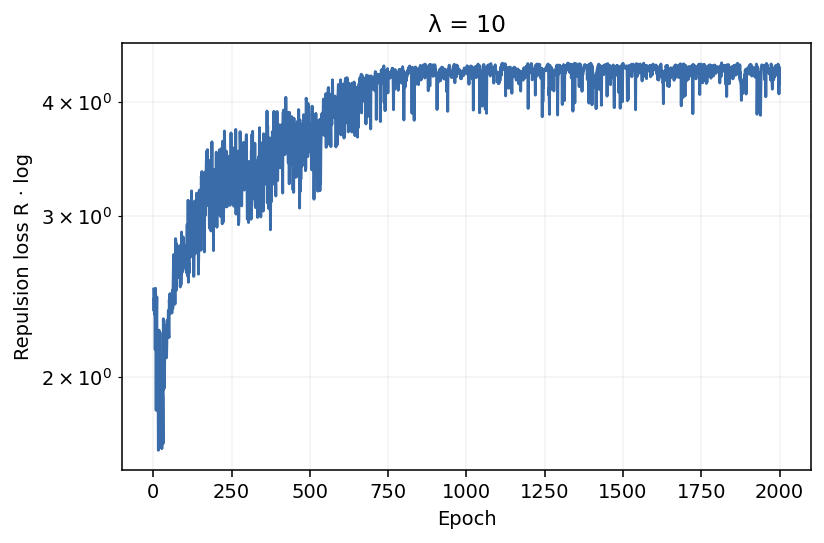 λ = 10
Repulsion loss R · log
4 × 10⁰
3 × 10⁰
2 × 10⁰
0 250 500 750 1000 1250 1500 1750 2000
Epoch